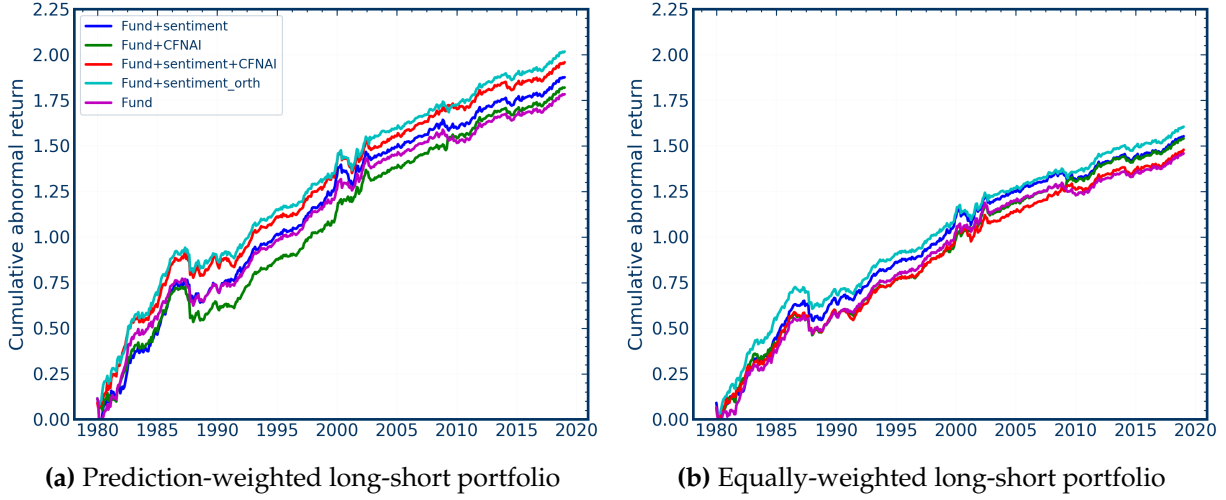 Cumulative abnormal return
2.25
2.00
1.75
1.50
1.25
1.00
0.75
0.50
0.25
0.00
Fund+sentiment
Fund+CFNAI
Fund+sentiment+CFNAI
Fund+sentiment_orth
Fund
1980 1985 1990 1995 2000 2005 2010 2015 2020
(a) Prediction-weighted long-short portfolio
Cumulative abnormal return
2.25
2.00
1.75
1.50
1.25
1.00
0.75
0.50
0.25
0.00
1980 1985 1990 1995 2000 2005 2010 2015 2020
(b) Equally-weighted long-short portfolio